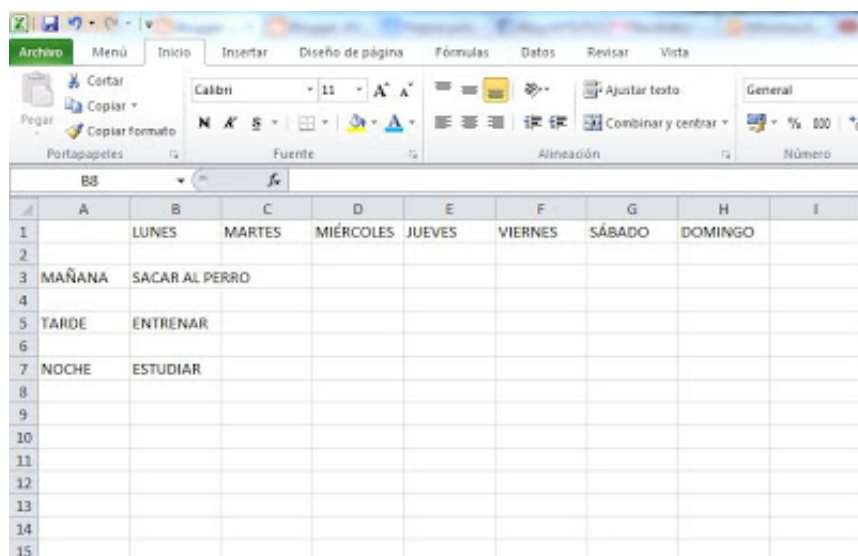 Archivo Menú Inicio Insertar Diseño de página Fórmulas Datos Revisar Vista
Cortar
Copiar
Copiar formato
Pegar
Calibri 11
N K S
Ajustar texto
Combinar y centrar
General
% 000
Portapapeles Fuente Alineación Número
B8 fx
A B C D E F G H I
1 LUNES MARTES MIÉRCOLES JUEVES VIERNES SÁBADO DOMINGO
2
3 MAÑANA SACAR AL PERRO
4
5 TARDE ENTRENAR
6
7 NOCHE ESTUDIAR
8
9
10
11
12
13
14
15